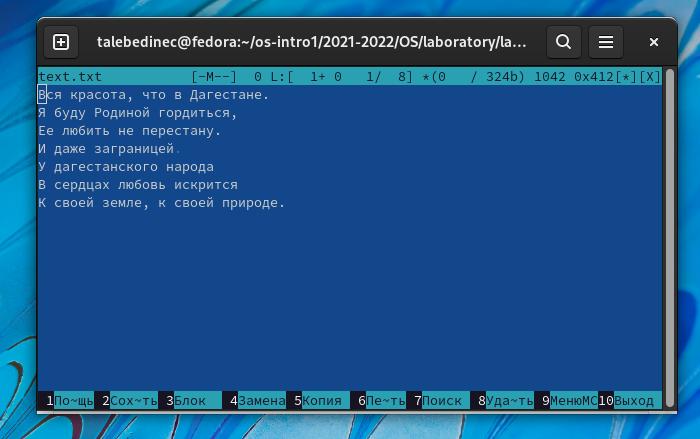 talebedinec@fedora:~/os-intro1/2021-2022/OS/laboratory/la...
text.txt [-M--] 0 L:[ 1+ 0 1/ 8] *(0 / 324b) 1042 0x412[*][X]
Вся красота, что в Дагестане.
Я буду Родиной гордиться,
Ее любить не перестану.
И даже заграницей.
У дагестанского народа
В сердцах любовь искрится
К своей земле, к своей природе.
1По~щь 2Сох~ть 3Блок 4Замена 5Копия 6Пе~ть 7Поиск 8Уда~ть 9МенюMC10Выход